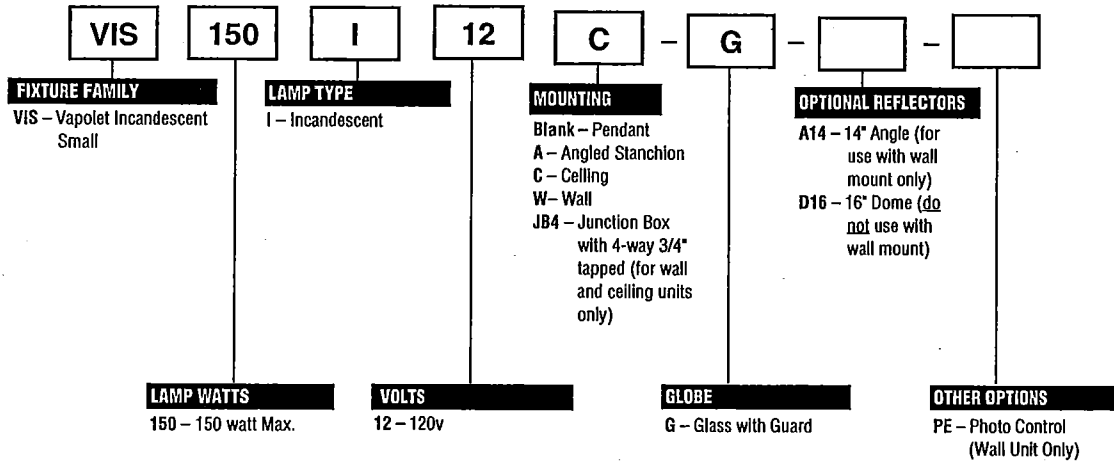 VIS 150 I 12 C – G – –
FIXTURE FAMILY
VIS – Vapolet Incandescent
Small
LAMP TYPE
I – Incandescent
MOUNTING
Blank – Pendant
A – Angled Stanchion
C – Ceiling
W – Wall
JB4 – Junction Box
with 4-way 3/4"
tapped (for wall
and ceiling units
only)
OPTIONAL REFLECTORS
A14 – 14" Angle (for
use with wall
mount only)
D16 – 16" Dome (do
not use with
wall mount)
LAMP WATTS
150 – 150 watt Max.
VOLTS
12 – 120v
GLOBE
G – Glass with Guard
OTHER OPTIONS
PE – Photo Control
(Wall Unit Only)